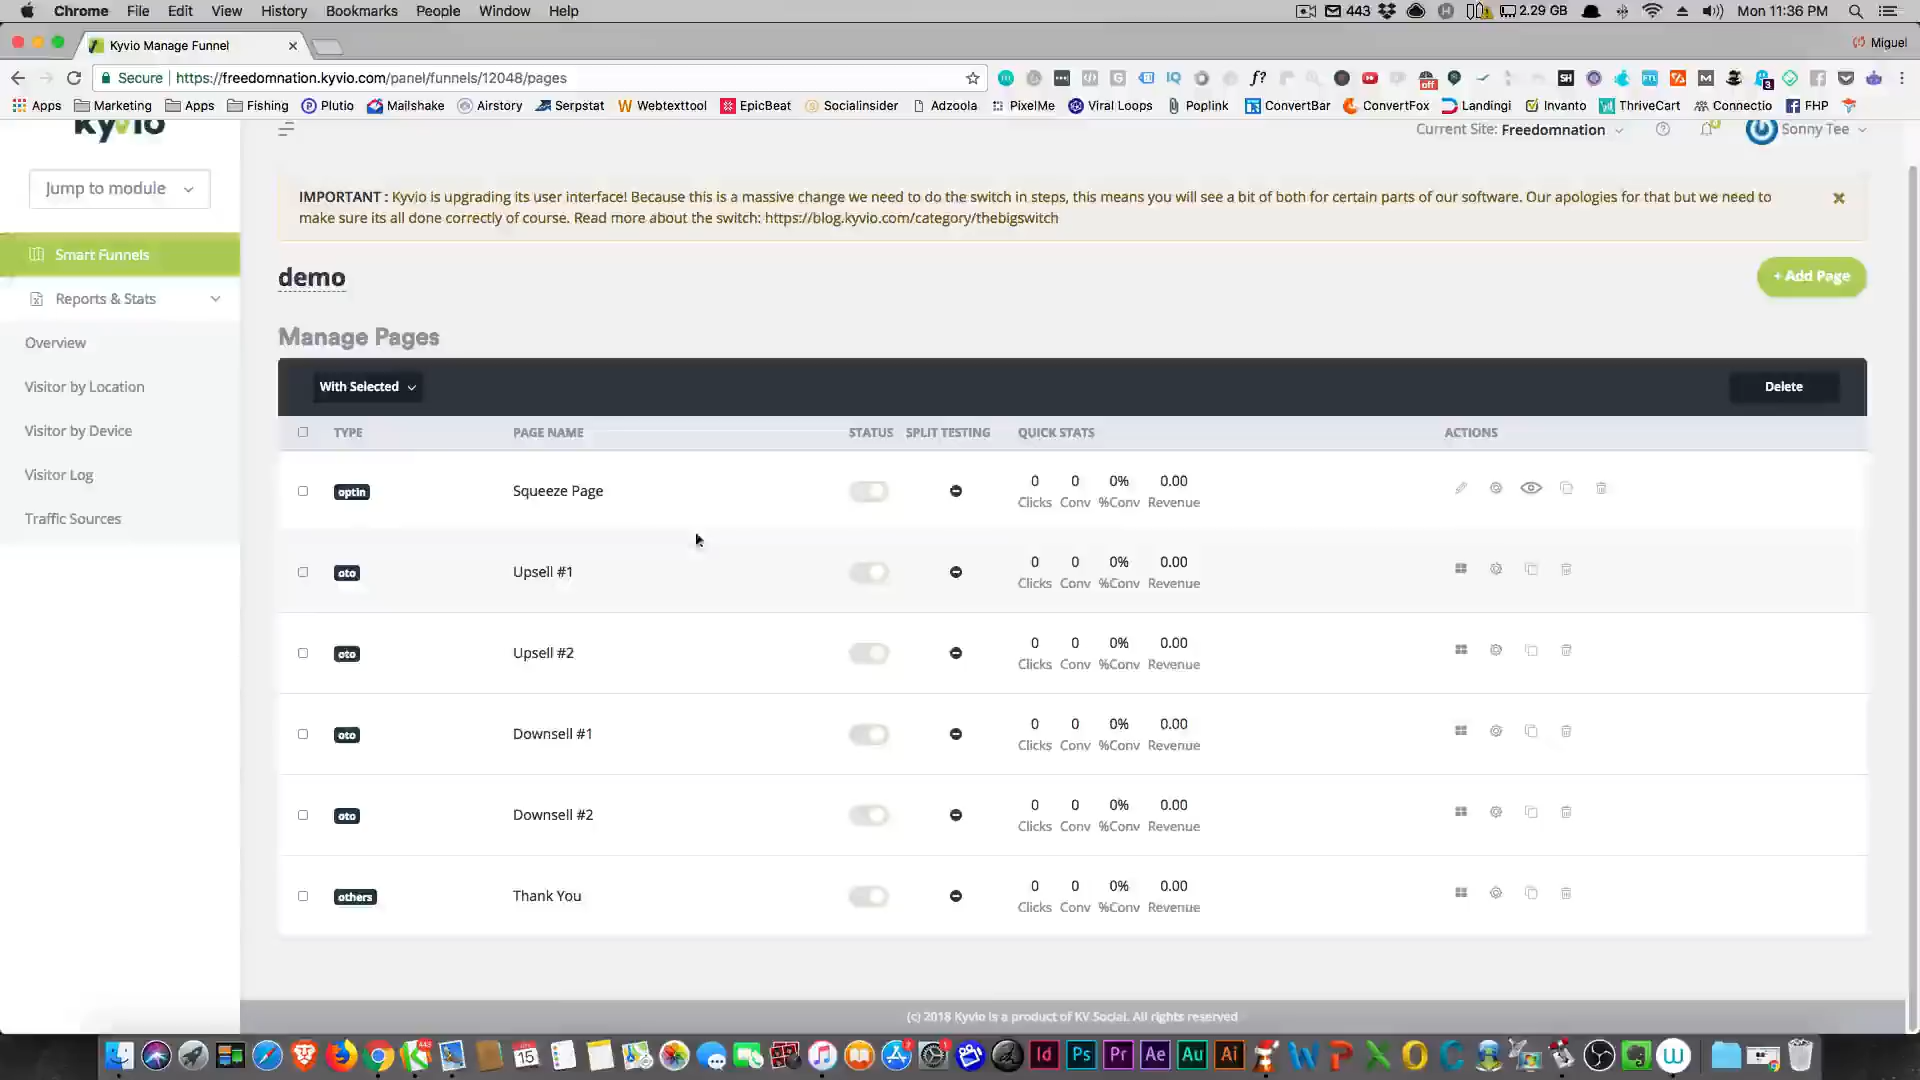 Chrome File Edit View History Bookmarks People Window Help 443 2.29 GB Mon 11:36 PM
Kyvio Manage Funnel Miguel
Secure https://freedomnation.kyvio.com/panel/funnels/12048/pages
Apps Marketing Apps Fishing Plutio Mailshake Airstory Serpstat Webtexttool EpicBeat Socialinsider Adzoola PixelMe Viral Loops Poplink ConvertBar ConvertFox Landingi Invanto ThriveCart Connectio FHP
kyvio
Current Site: Freedomnation Sonny Tee
Jump to module
IMPORTANT : Kyvio is upgrading its user interface! Because this is a massive change we need to do the switch in steps, this means you will see a bit of both for certain parts of our software. Our apologies for that but we need to
make sure its all done correctly of course. Read more about the switch: https://blog.kyvio.com/category/thebigswitch
Smart Funnels
Reports & Stats
Overview
Visitor by Location
Visitor by Device
Visitor Log
Traffic Sources
demo
+ Add Page
Manage Pages
With Selected Delete
TYPE PAGE NAME STATUS SPLIT TESTING QUICK STATS ACTIONS
optin Squeeze Page 0 0 0% 0.00
Clicks Conv %Conv Revenue
oto Upsell #1 0 0 0% 0.00
Clicks Conv %Conv Revenue
oto Upsell #2 0 0 0% 0.00
Clicks Conv %Conv Revenue
oto Downsell #1 0 0 0% 0.00
Clicks Conv %Conv Revenue
oto Downsell #2 0 0 0% 0.00
Clicks Conv %Conv Revenue
others Thank You 0 0 0% 0.00
Clicks Conv %Conv Revenue
(c) 2018 Kyvio is a product of KV Social. All rights reserved
443 15 Id Ps Pr Ae Au Ai